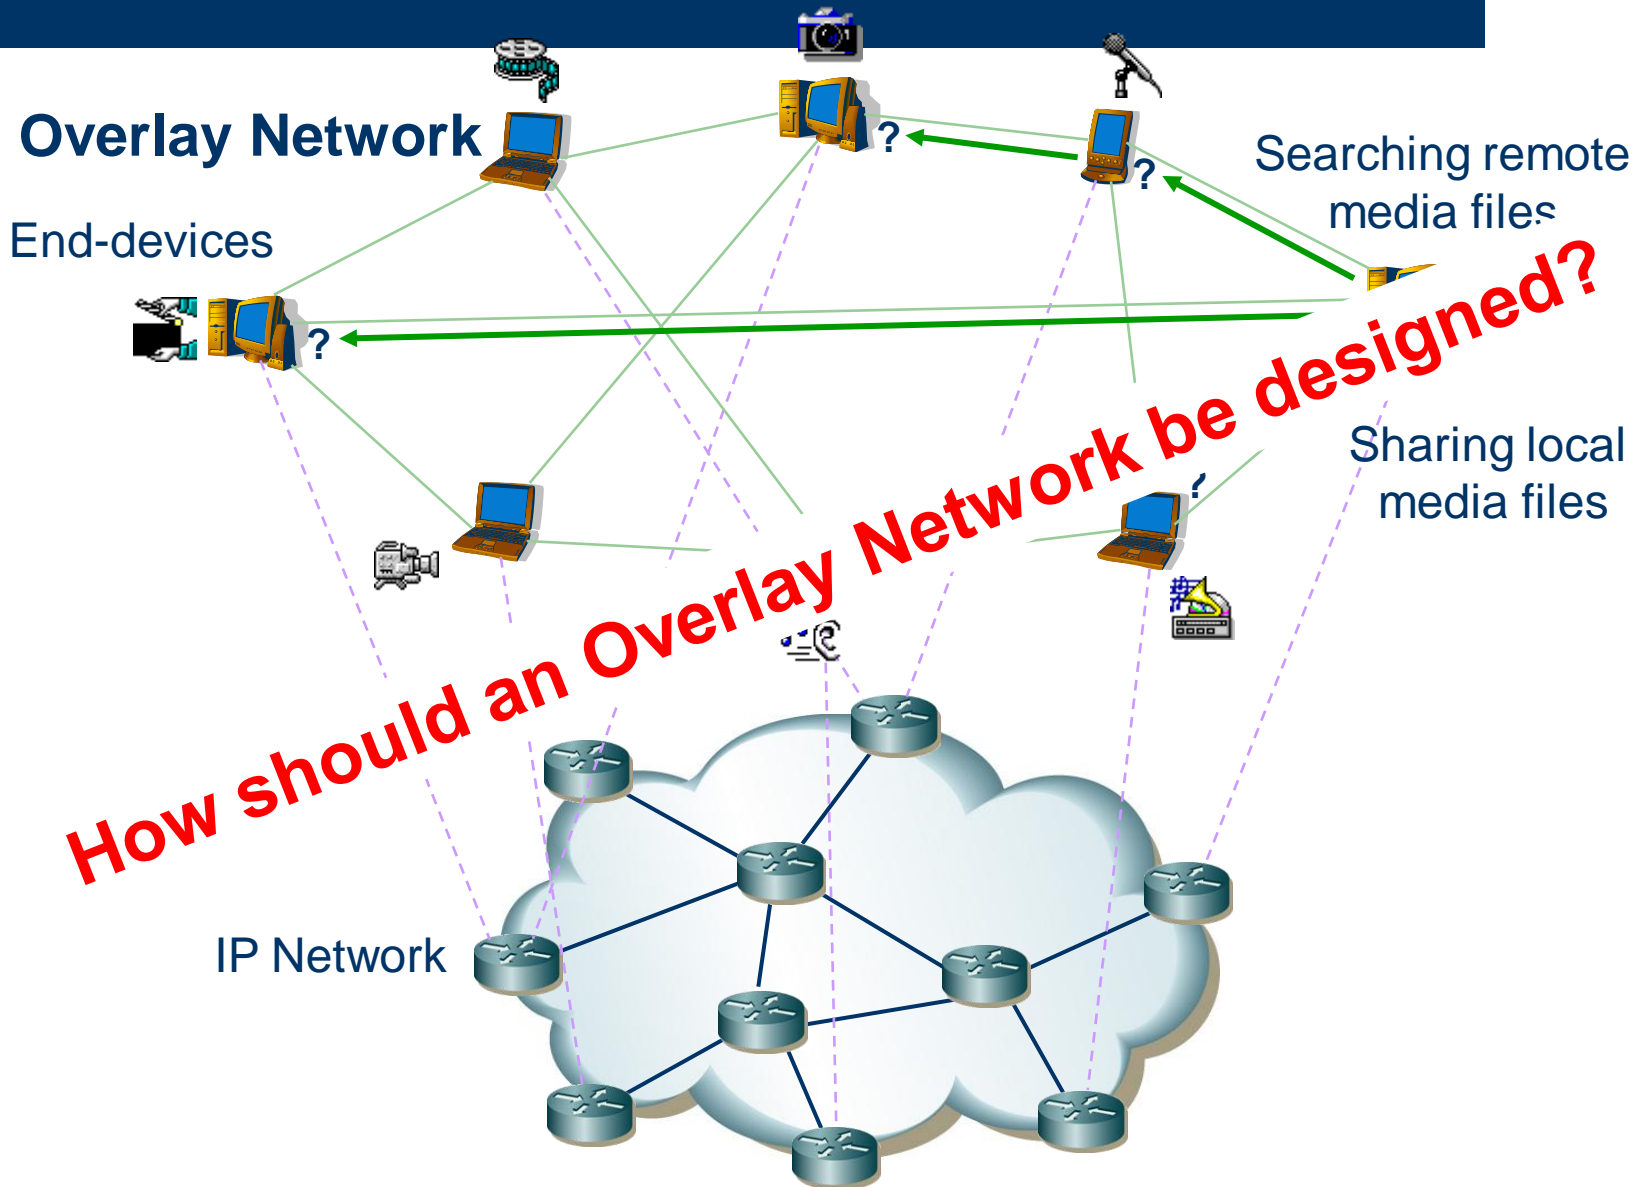 Overlay Network
?
?
Searching remote
media files
End-devices
?
How should an Overlay Network be designed?
Sharing local
media files
?
IP Network